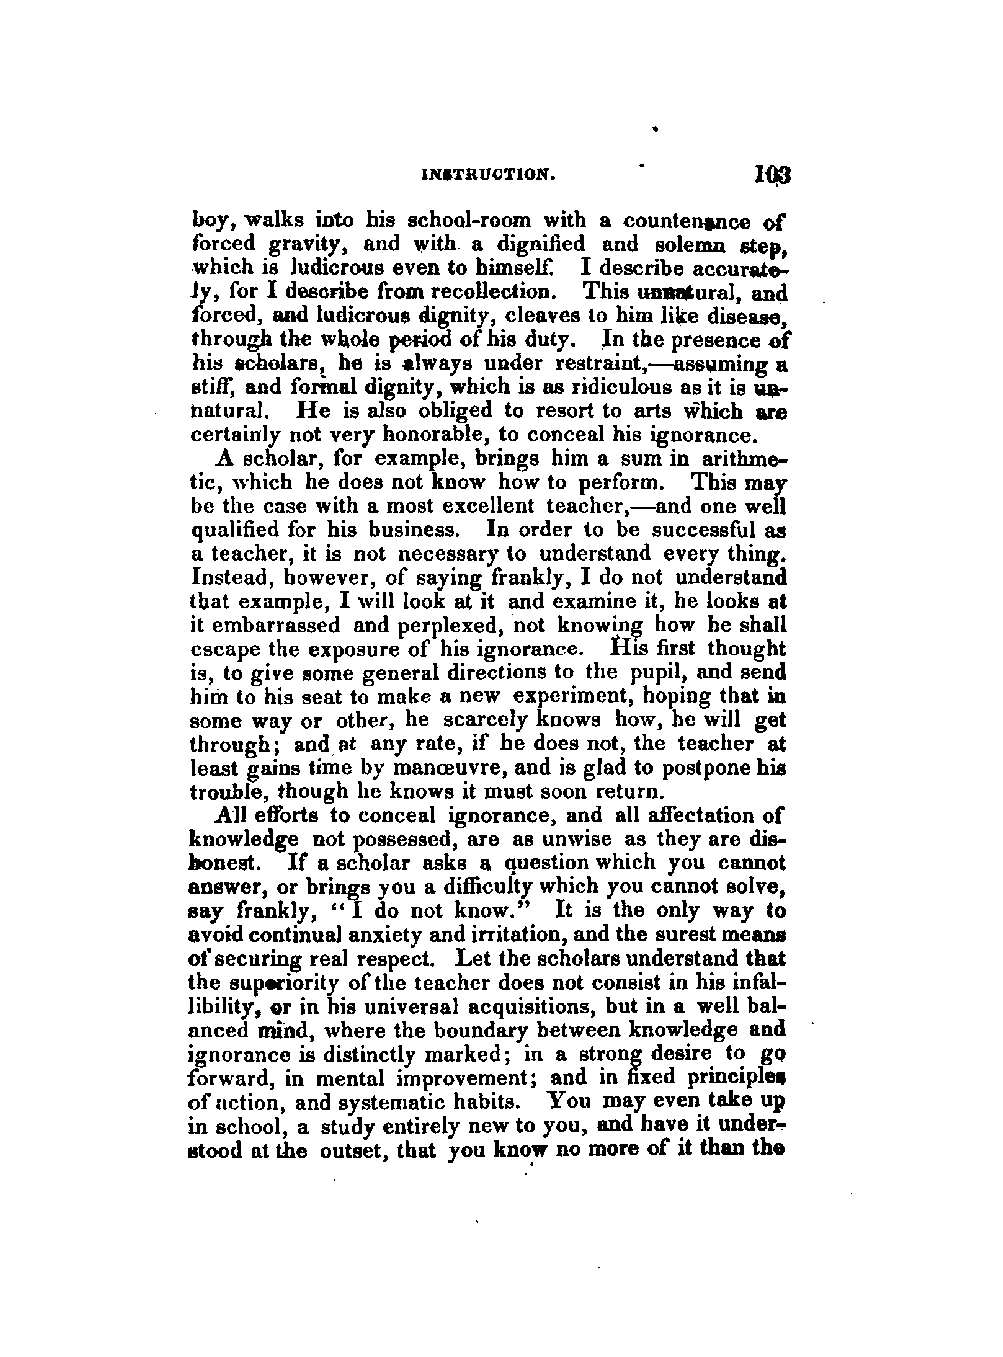 INSTRUCTION. 103
boy, walks into his school-room with a countenance of
forced gravity, and with a dignified and solemn step,
which is ludicrous even to himself. I describe accurate-
ly, for I describe from recollection. This unnatural, and
forced, and ludicrous dignity, cleaves to him like disease,
through the whole period of his duty. In the presence of
his scholars, he is always under restraint,—assuming a
stiff, and formal dignity, which is as ridiculous as it is un-
natural. He is also obliged to resort to arts which are
certainly not very honorable, to conceal his ignorance.
A scholar, for example, brings him a sum in arithme-
tic, which he does not know how to perform. This may
be the case with a most excellent teacher,—and one well
qualified for his business. In order to be successful as
a teacher, it is not necessary to understand every thing.
Instead, however, of saying frankly, I do not understand
that example, I will look at it and examine it, he looks at
it embarrassed and perplexed, not knowing how he shall
escape the exposure of his ignorance. His first thought
is, to give some general directions to the pupil, and send
him to his seat to make a new experiment, hoping that in
some way or other, he scarcely knows how, he will get
through; and at any rate, if he does not, the teacher at
least gains time by manœuvre, and is glad to postpone his
trouble, though he knows it must soon return.
All efforts to conceal ignorance, and all affectation of
knowledge not possessed, are as unwise as they are dis-
honest. If a scholar asks a question which you cannot
answer, or brings you a difficulty which you cannot solve,
say frankly, "I do not know." It is the only way to
avoid continual anxiety and irritation, and the surest means
of securing real respect. Let the scholars understand that
the superiority of the teacher does not consist in his infal-
libility, or in his universal acquisitions, but in a well bal-
anced mind, where the boundary between knowledge and
ignorance is distinctly marked; in a strong desire to go
forward, in mental improvement; and in fixed principles
of action, and systematic habits. You may even take up
in school, a study entirely new to you, and have it under-
stood at the outset, that you know no more of it than the